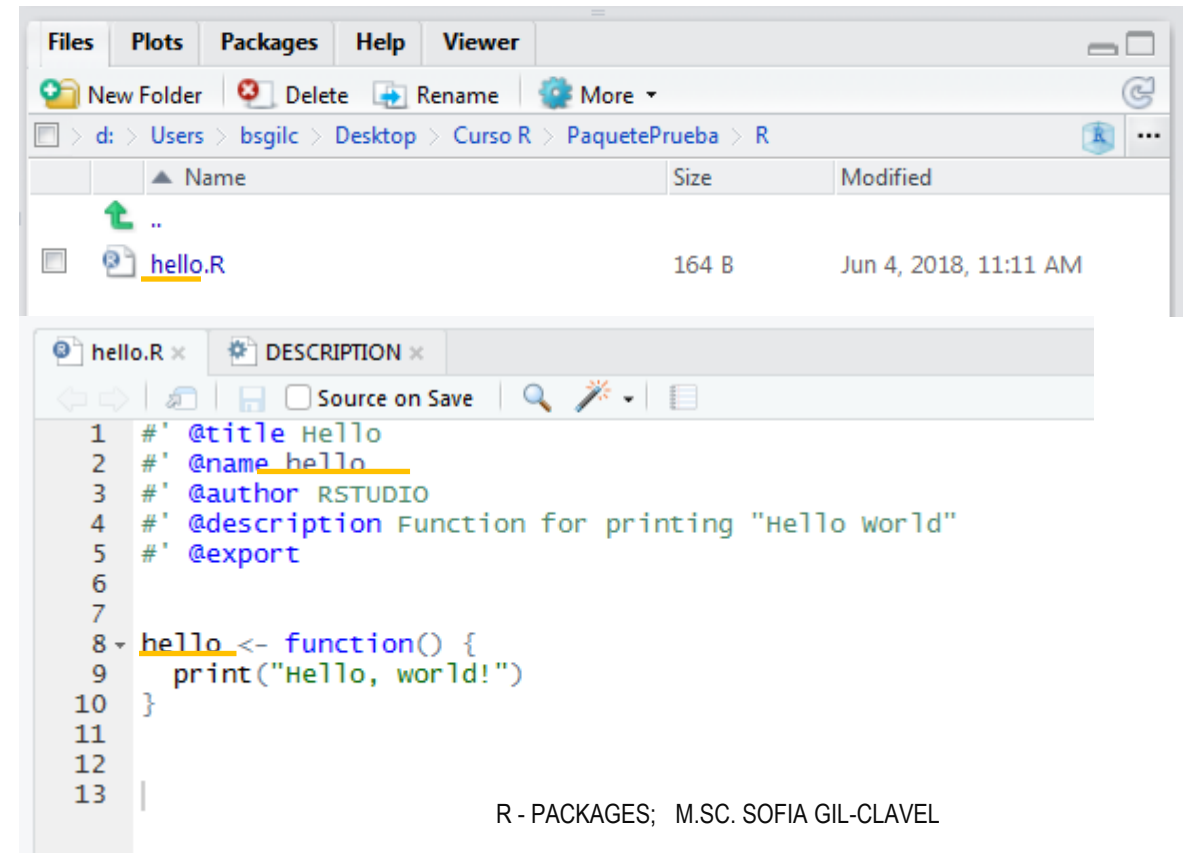 Files Plots Packages Help Viewer
New Folder Delete Rename More
d: > Users > bsgilc > Desktop > Curso R > PaquetePrueba > R R ...
Name Size Modified
..
hello.R 164 B Jun 4, 2018, 11:11 AM
hello.R × DESCRIPTION ×
Source on Save
1 #' @title Hello
2 #' @name hello
3 #' @author RSTUDIO
4 #' @description Function for printing "Hello World"
5 #' @export
6
7
8 hello <- function() {
9 print("Hello, world!")
10 }
11
12
13
R - PACKAGES; M.SC. SOFIA GIL-CLAVEL